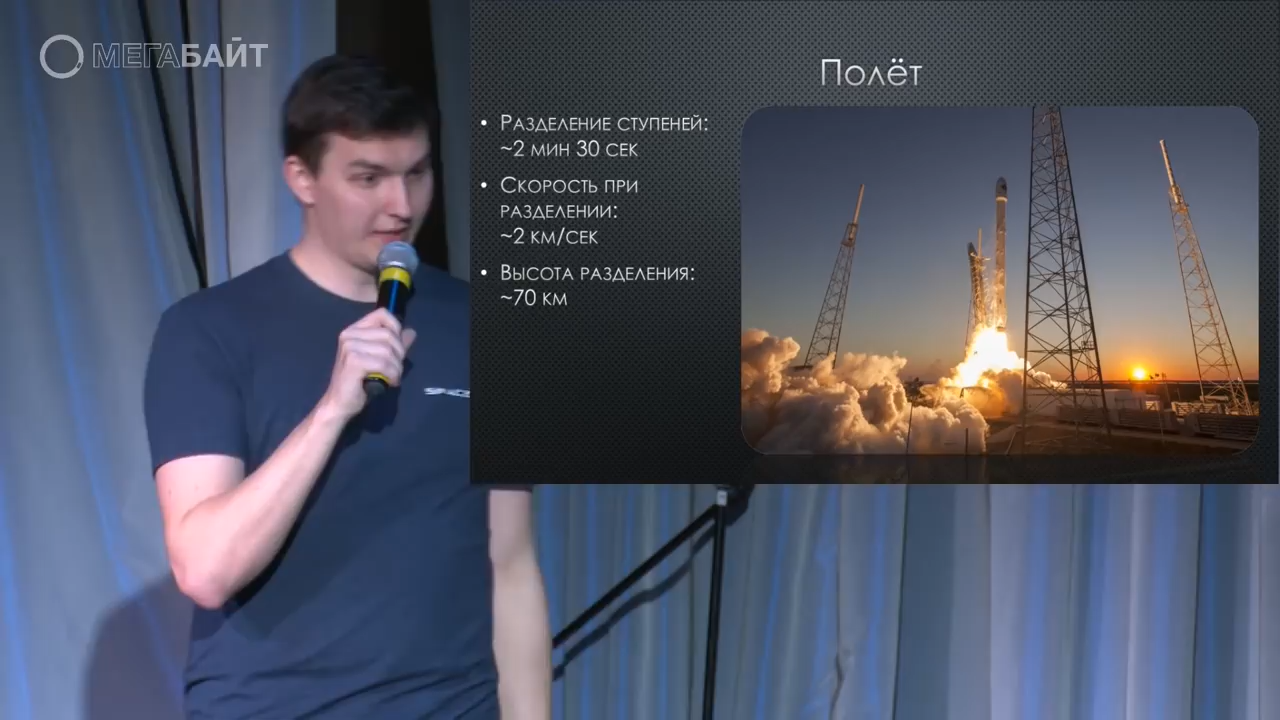 МЕГАБАЙТ
Полёт
• Разделение ступеней:
~2 мин 30 сек
• Скорость при
разделении:
~2 км/сек
• Высота разделения:
~70 км